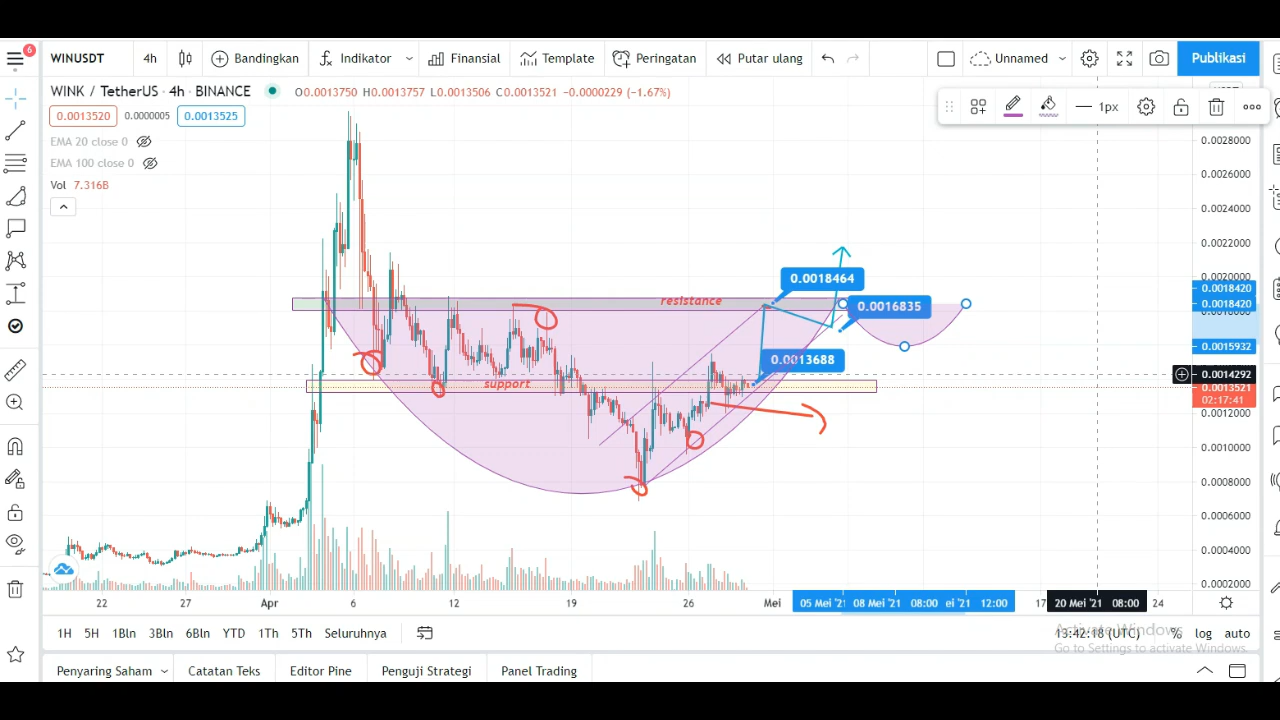 6
WINUSDT 4h Bandingkan Indikator Finansial Template Peringatan Putar ulang Unnamed Publikasi
WINK / TetherUS · 4h · BINANCE O0.0013750 H0.0013757 L0.0013506 C0.0013521 −0.0000229 (−1.67%)
0.0013520 0.0000005 0.0013525
1px
EMA 20 close 0
EMA 100 close 0
Vol 7.316B
0.0028000
0.0026000
0.0024000
0.0022000
0.0020000
0.0018464
0.0018420
resistance
0.0016835
0.0018420
0.0015932
0.0013688
0.0014292
support
0.0013521
02:17:41
0.0012000
0.0010000
0.0008000
0.0006000
0.0004000
0.0002000
22 27 Apr 6 12 19 26 Mei 05 Mei '21 08 Mei '21 08:00 ei '21 12:00 17 20 Mei '21 08:00 24
1H 5H 1Bln 3Bln 6Bln YTD 1Th 5Th Seluruhnya 13:42:18 (UTC) % log auto
Activate Windows
Go to Settings to activate Windows.
Penyaring Saham Catatan Teks Editor Pine Penguji Strategi Panel Trading